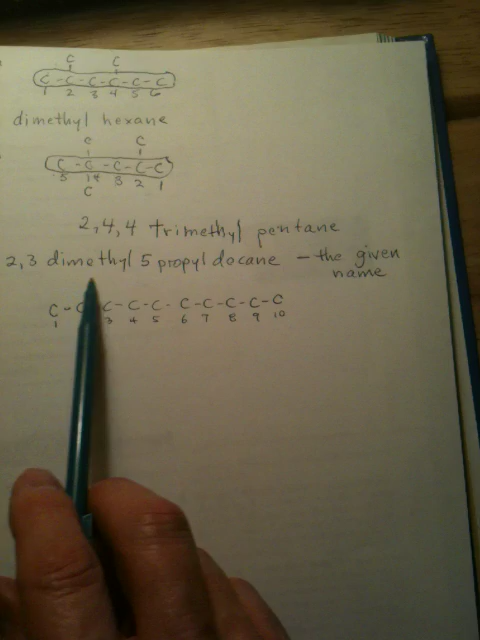 C C
C - C - C - C - C - C
1 2 3 4 5 6
dimethyl hexane
C C
C - C - C - C - C
5 4 3 2 1
C
2,4,4 trimethyl pentane
2,3 dimethyl 5 propyl docane - the given
name
C - C C - C - C - C - C - C - C - C
1 3 4 5 6 7 8 9 10